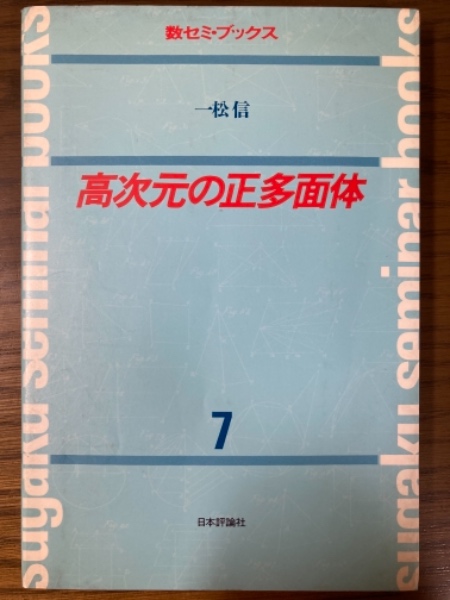 数セミ・ブックス
一松 信
高次元の正多面体
7
日本評論社
sugaku seminar books
sugaku seminar books